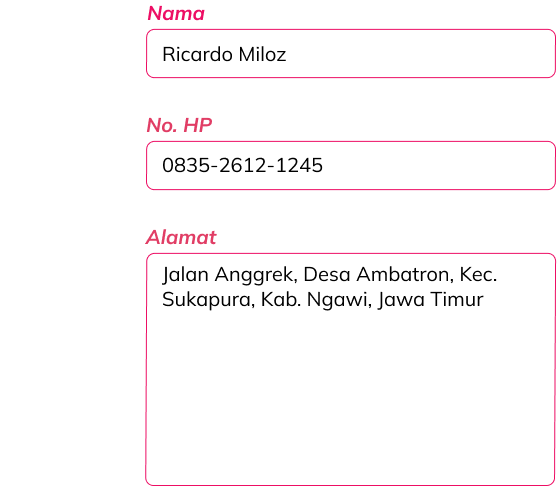 Nama
Ricardo Miloz
No. HP
0835-2612-1245
Alamat
Jalan Anggrek, Desa Ambatron, Kec.
Sukapura, Kab. Ngawi, Jawa Timur